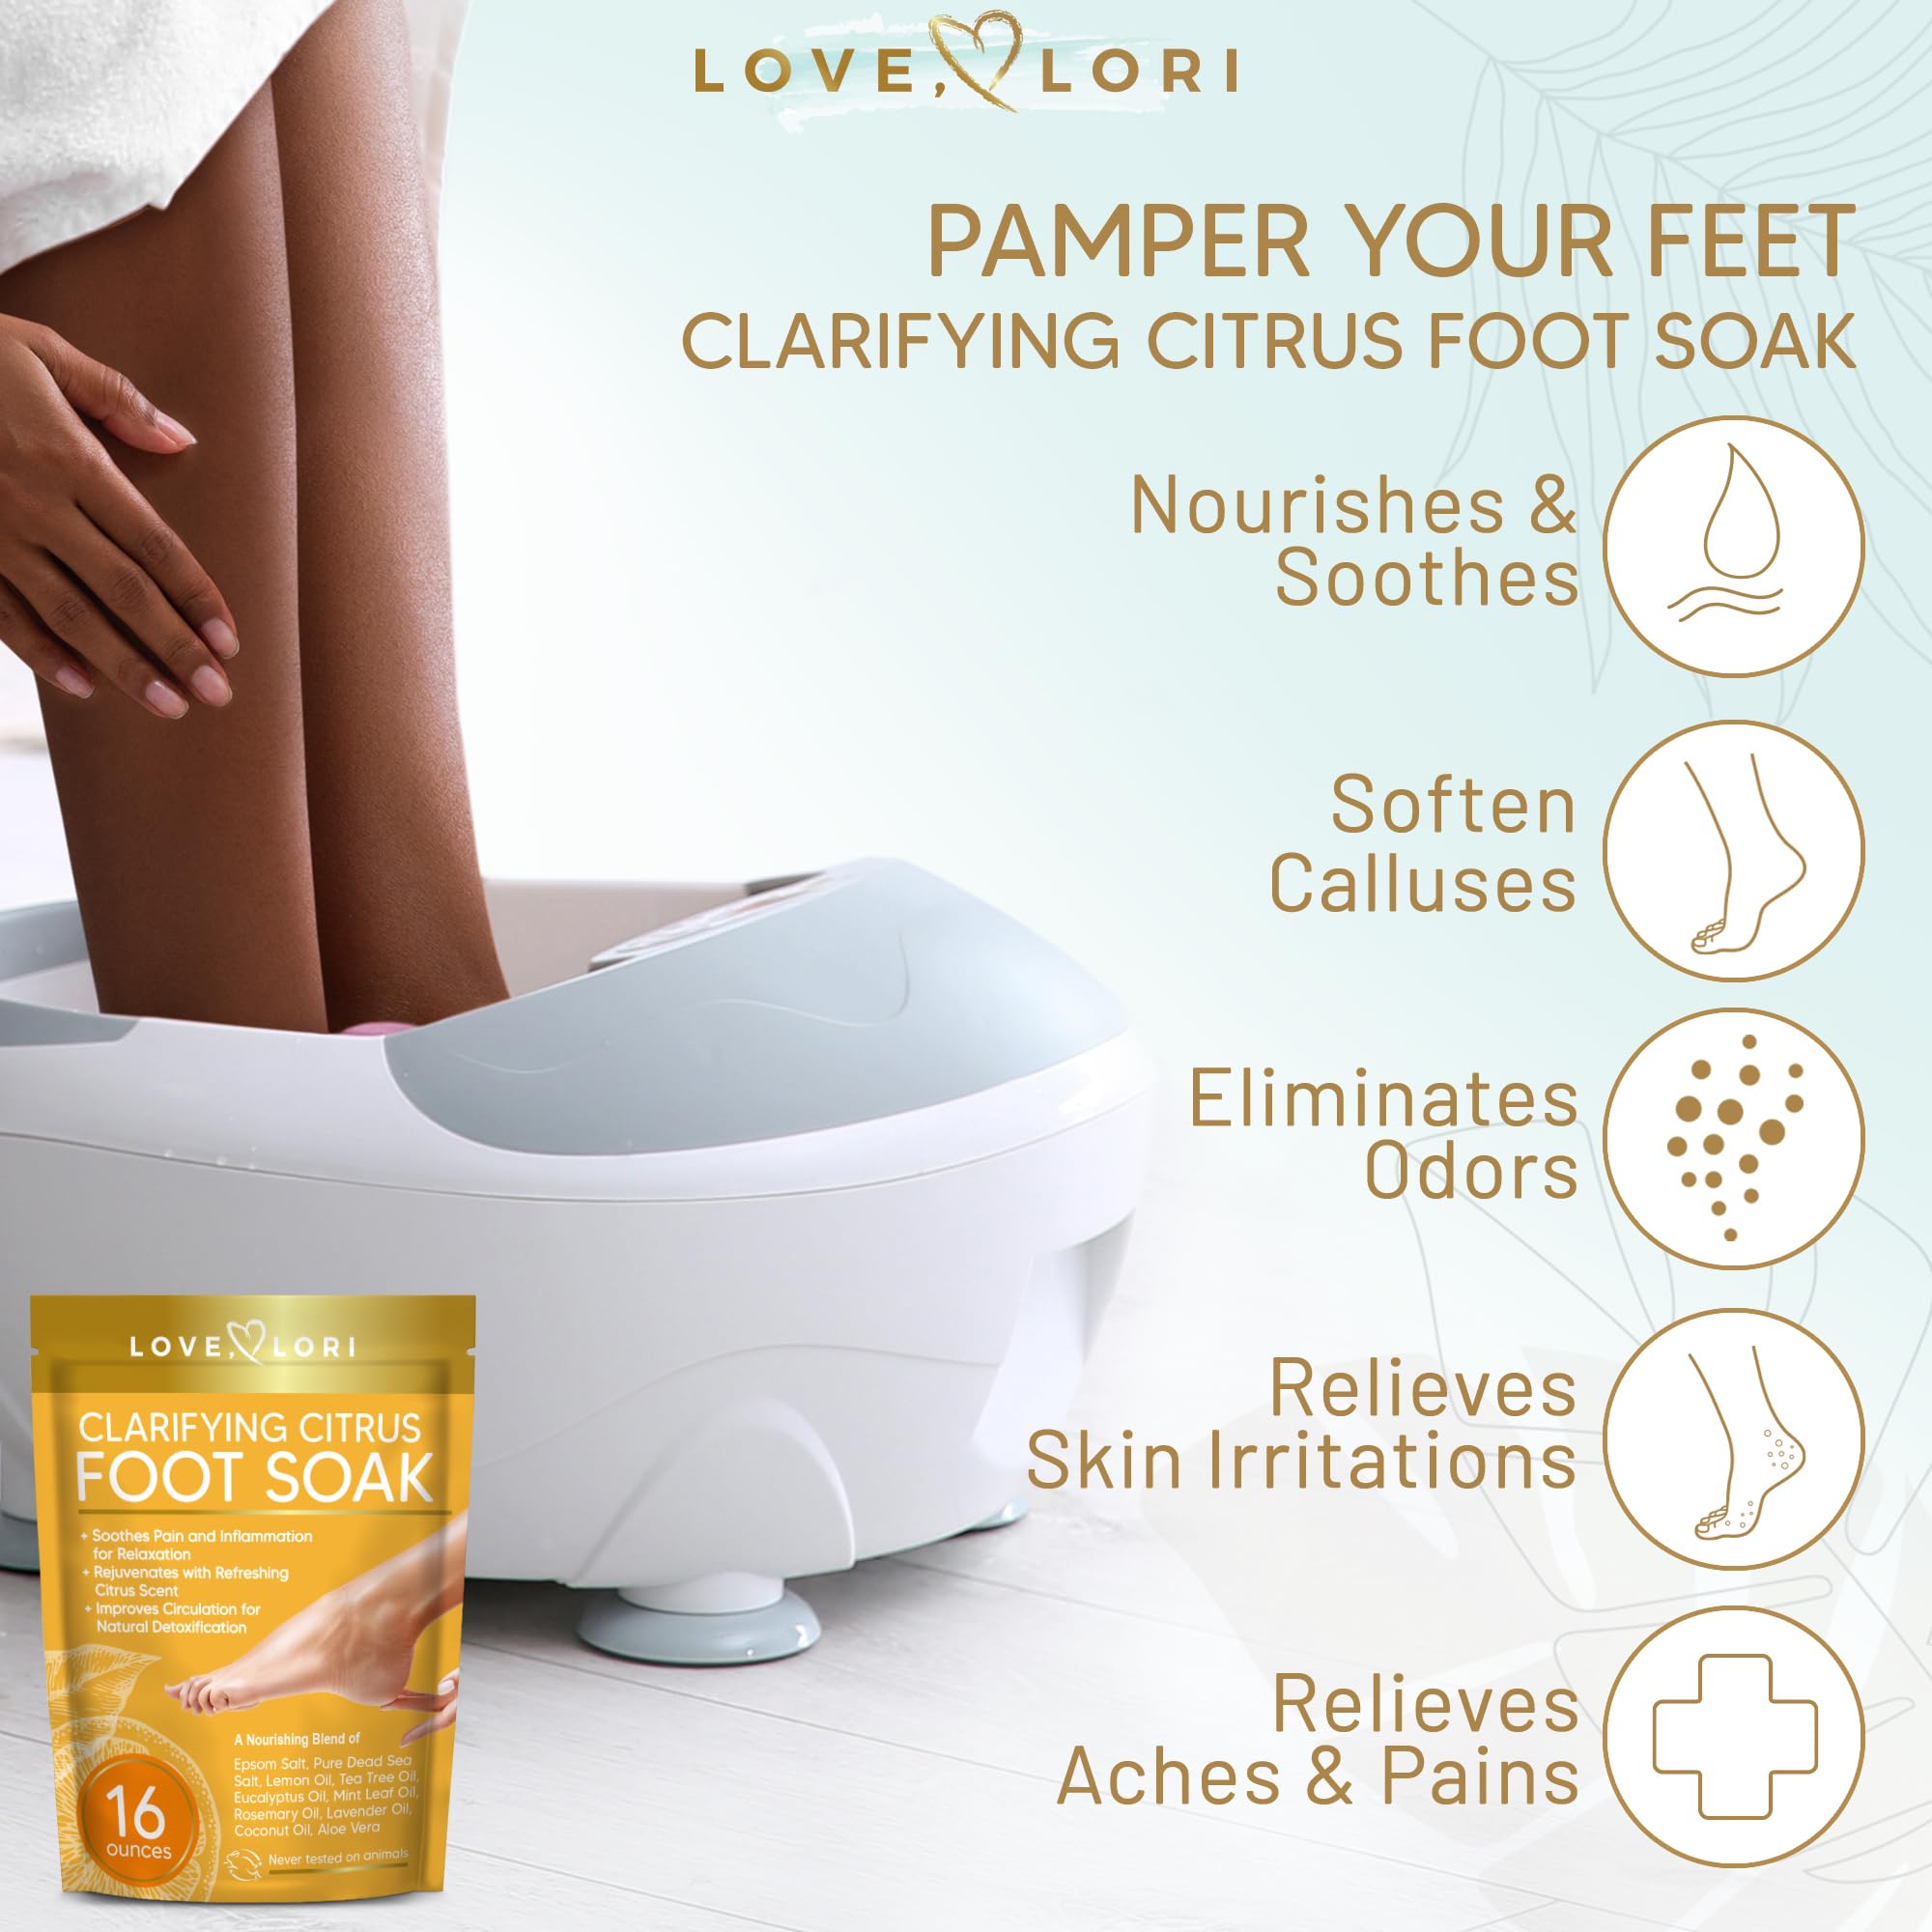 LOVE, LORI
PAMPER YOUR FEET
CLARIFYING CITRUS FOOT SOAK
Nourishes &
Soothes
Soften
Calluses
Eliminates
Odors
Relieves
Skin Irritations
Relieves
Aches & Pains
LOVE, LORI
CLARIFYING CITRUS
FOOT SOAK
+ Soothes Pain and Inflammation
for Relaxation
+ Rejuvenates with Refreshing
Citrus Scent
+ Improves Circulation for
Natural Detoxification
A Nourishing Blend of
Epsom Salt, Pure Dead Sea
Salt, Lemon Oil, Tea Tree Oil,
Eucalyptus Oil, Mint Leaf Oil,
Rosemary Oil, Lavender Oil,
Coconut Oil, Aloe Vera
16
ounces
Never tested on animals